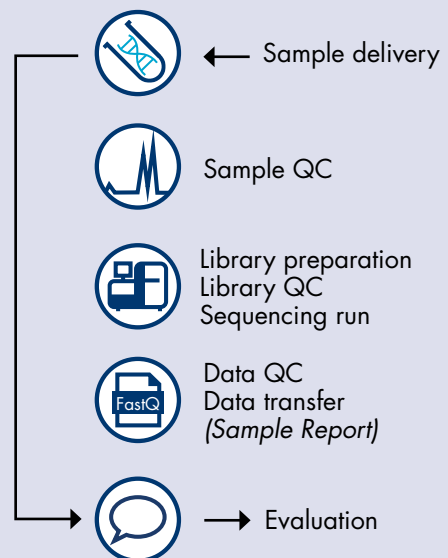 Sample delivery
Sample QC
Library preparation
Library QC
Sequencing run
FastQ
Data QC
Data transfer
(Sample Report)
Evaluation